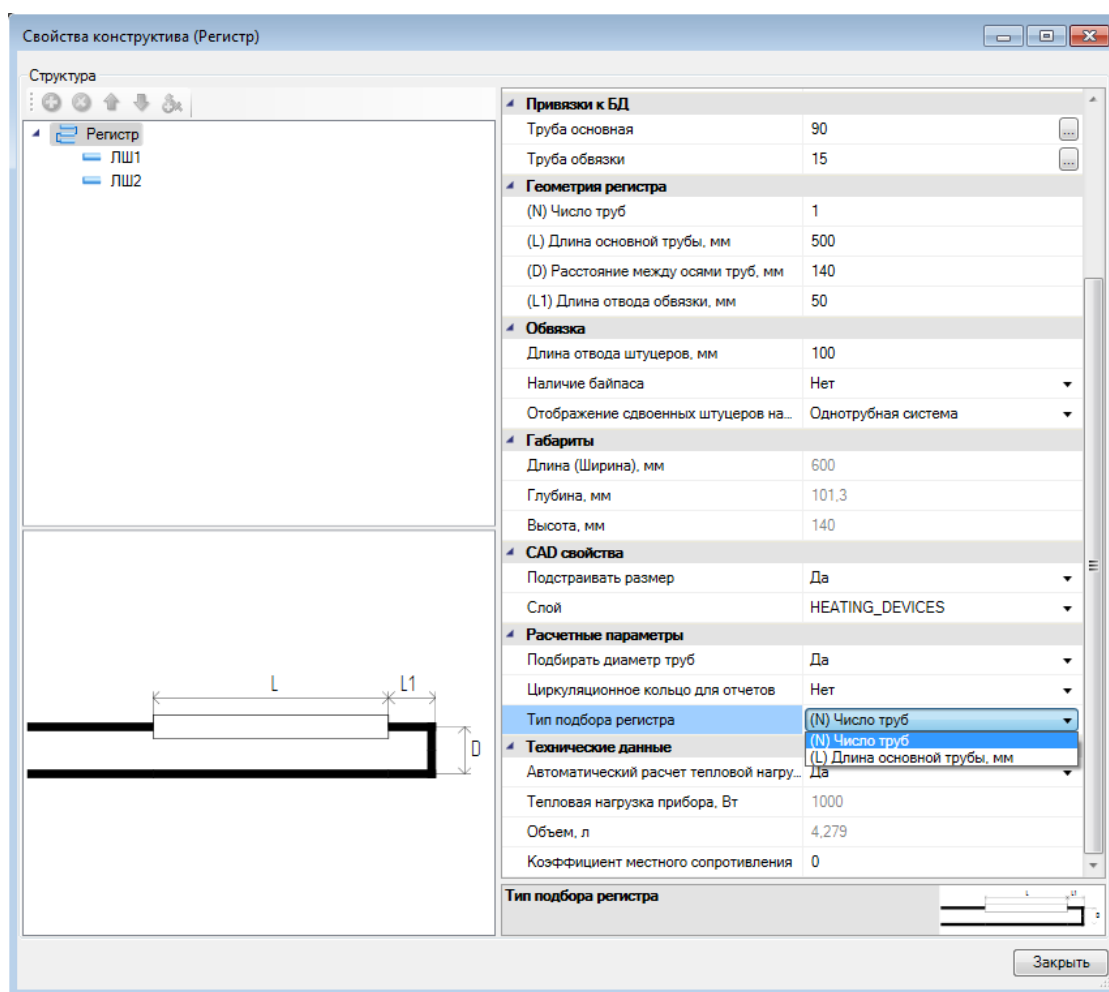 Свойства конструктива (Регистр)
Структура
Регистр
ЛШ1
ЛШ2
Привязки к БД
Труба основная 90 ...
Труба обвязки 15 ...
Геометрия регистра
(N) Число труб 1
(L) Длина основной трубы, мм 500
(D) Расстояние между осями труб, мм 140
(L1) Длина отвода обвязки, мм 50
Обвязка
Длина отвода штуцеров, мм 100
Наличие байпаса Нет
Отображение сдвоенных штуцеров на... Однотрубная система
Габариты
Длина (Ширина), мм 600
Глубина, мм 101,3
Высота, мм 140
CAD свойства
Подстраивать размер Да
Слой HEATING_DEVICES
Расчетные параметры
Подбирать диаметр труб Да
Циркуляционное кольцо для отчетов Нет
Тип подбора регистра (N) Число труб
(N) Число труб
(L) Длина основной трубы, мм
Технические данные
Автоматический расчет тепловой нагру... Да
Тепловая нагрузка прибора, Вт 1000
Объем, л 4,279
Коэффициент местного сопротивления 0
L L1
D
Тип подбора регистра
L L1
D
Закрыть